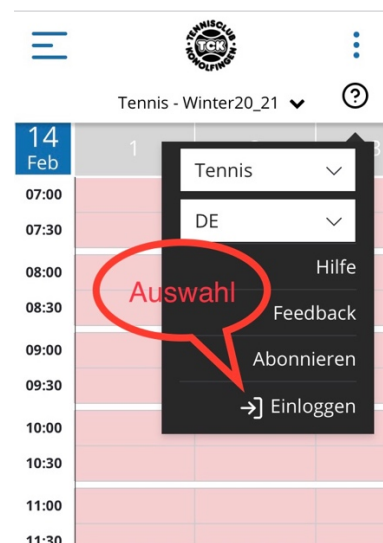 TENNISCLUB
TCK
KONOLFINGEN
Tennis - Winter20_21
?
14
Feb
1
3
Tennis
DE
Hilfe
Feedback
Abonnieren
Einloggen
Auswahl
07:00
07:30
08:00
08:30
09:00
09:30
10:00
10:30
11:00
11:30